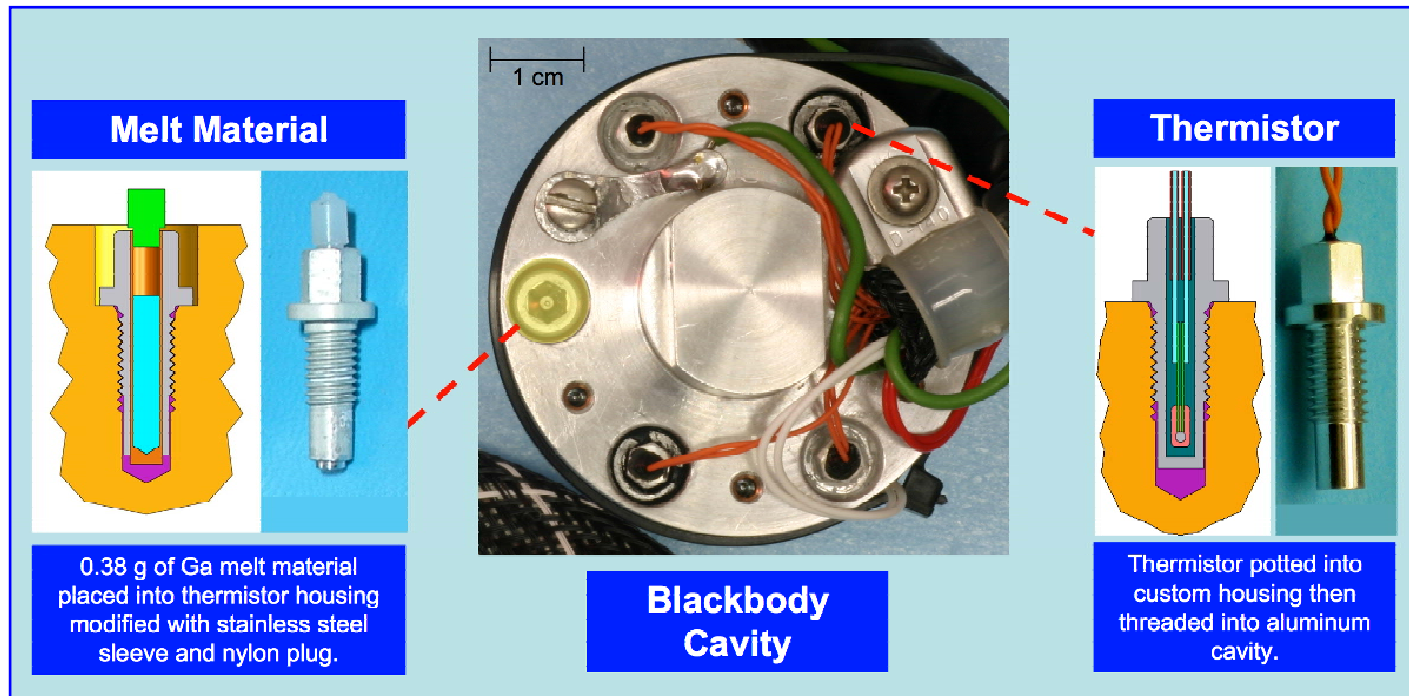 Melt Material
0.38 g of Ga melt material
placed into thermistor housing
modified with stainless steel
sleeve and nylon plug.
1 cm
Blackbody
Cavity
Thermistor
Thermistor potted into
custom housing then
threaded into aluminum
cavity.